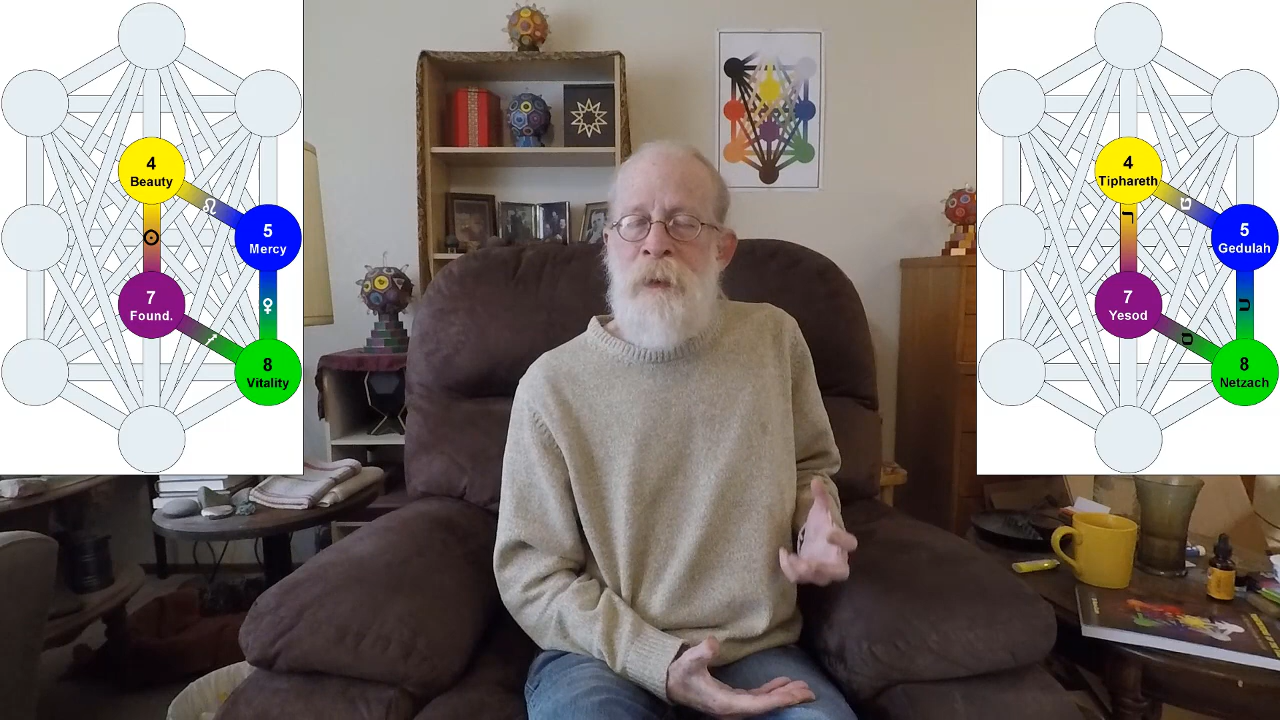 4
Beauty
♌
5
Mercy
☉
♀
7
Found.
8
Vitality
4
Tiphareth
5
Gedulah
7
Yesod
8
Netzach